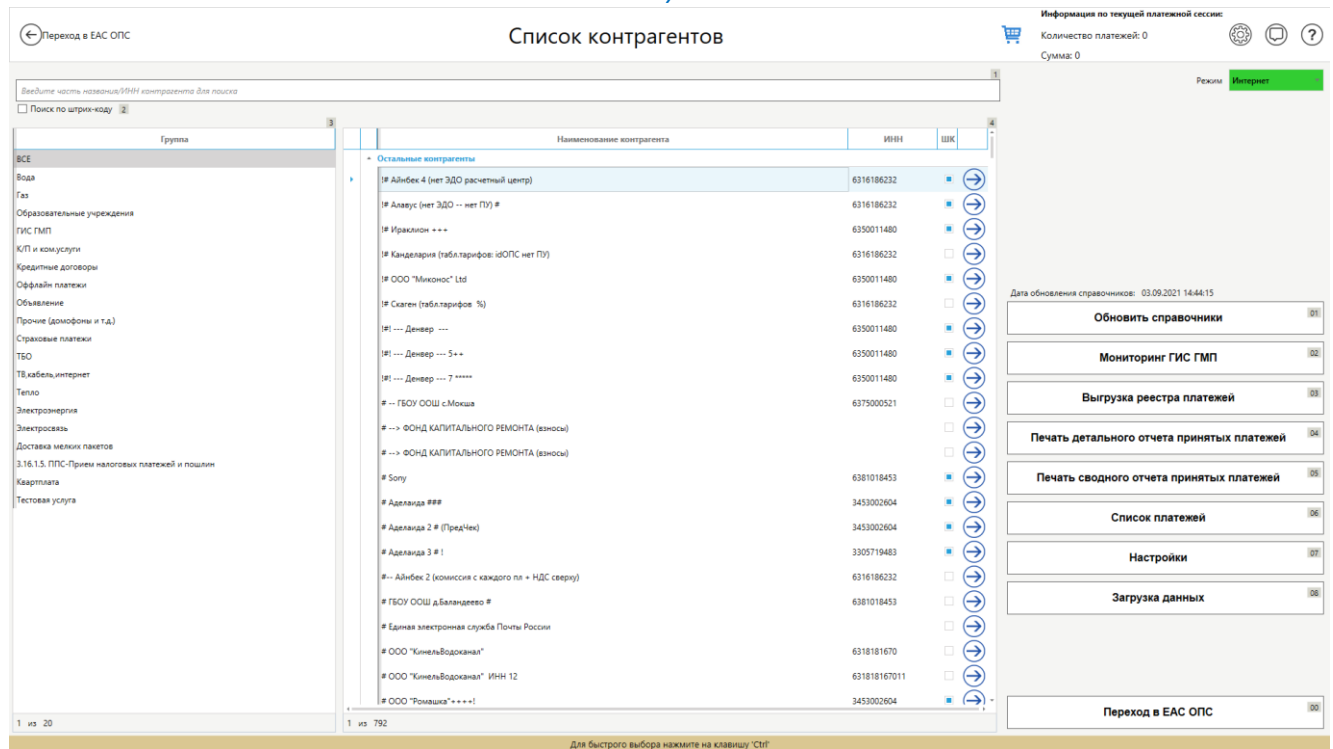 Информация по текущей платежной сессии:
Переход в ЕАС ОПС
Список контрагентов
Количество платежей: 0
?
Сумма: 0
1
Введите часть названия/ИНН контрагента для поиска
Режим Интернет
Поиск по штрих-коду 2
3
4
Группа
Наименование контрагента ИНН ШК
ВСЕ
Вода
Газ
Образовательные учреждения
ГИС ГМП
К/П и ком.услуги
Кредитные договоры
Оффлайн платежи
Объявление
Прочие (домофоны и т.д.)
Страховые платежи
ТБО
ТВ,кабель,интернет
Тепло
Электроэнергия
Электросвязь
Доставка мелких пакетов
3.16.1.5. ППС-Прием налоговых платежей и пошлин
Квартплата
Тестовая услуга
1 из 20
Остальные контрагенты
!# Айнбек 4 (нет ЭДО расчетный центр) 6316186232
!# Алавус (нет ЭДО -- нет ПУ) # 6316186232
!# Ираклион +++ 6350011480
!# Канделария (табл.тарифов: idОПС нет ПУ) 6316186232
!# ООО "Миконос" Ltd 6350011480
!# Скаген (табл.тарифов %) 6316186232
!#! --- Денвер --- 6350011480
!#! --- Денвер --- 5++ 6350011480
!#! --- Денвер --- 7 ***** 6350011480
# -- ГБОУ ООШ с.Мокша 6375000521
# --> ФОНД КАПИТАЛЬНОГО РЕМОНТА (взносы)
# --> ФОНД КАПИТАЛЬНОГО РЕМОНТА (взносы)
# Sony 6381018453
# Аделаида ### 3453002604
# Аделаида 2 # (ПредЧек) 3453002604
# Аделаида 3 # ! 3305719483
#-- Айнбек 2 (комиссия с каждого пл + НДС сверху) 6316186232
# ГБОУ ООШ д.Баландеево # 6381018453
# Единая электронная служба Почты России
# ООО "КинельВодоканал" 6318181670
# ООО "КинельВодоканал" ИНН 12 631818167011
# ООО "Ромашка"++++! 3453002604
1 из 792
Дата обновления справочников: 03.09.2021 14:44:15
Обновить справочники 01
Мониторинг ГИС ГМП 02
Выгрузка реестра платежей 03
Печать детального отчета принятых платежей 04
Печать сводного отчета принятых платежей 05
Список платежей 06
Настройки 07
Загрузка данных 08
Переход в ЕАС ОПС 00
Для быстрого выбора нажмите на клавишу 'Ctrl'